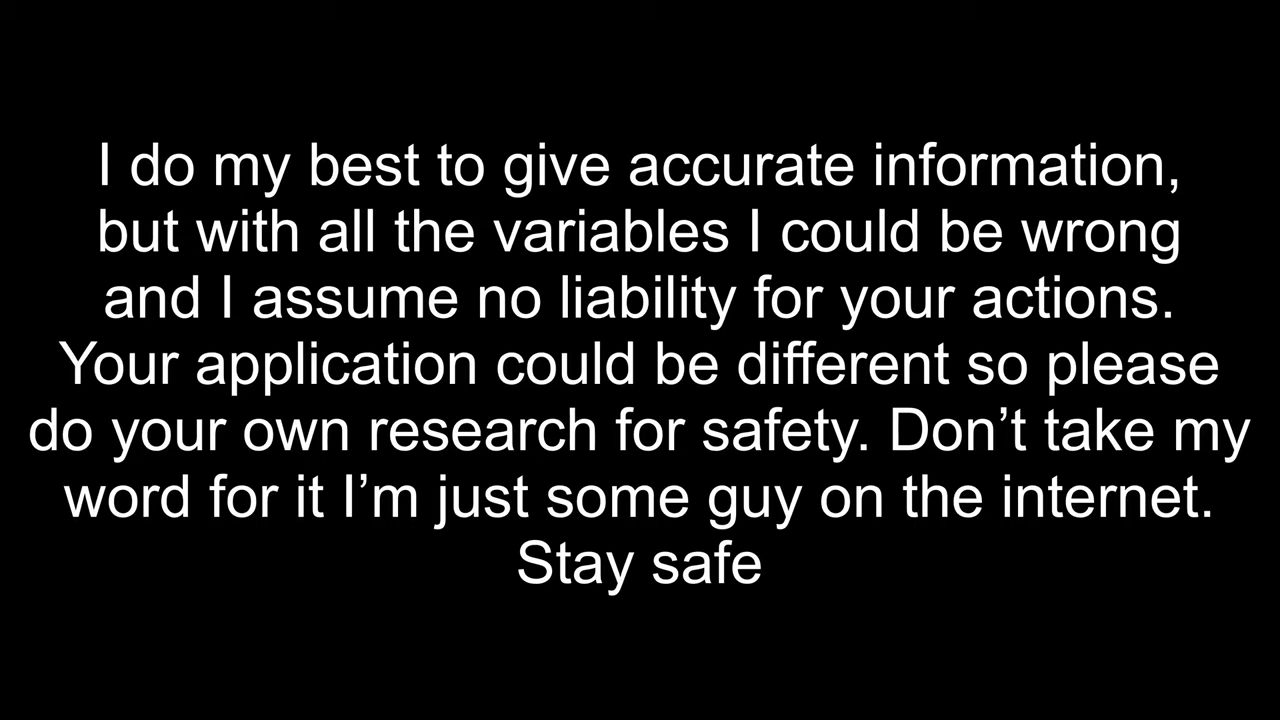 I do my best to give accurate information,
but with all the variables I could be wrong
and I assume no liability for your actions.
Your application could be different so please
do your own research for safety. Don’t take my
word for it I’m just some guy on the internet.
Stay safe